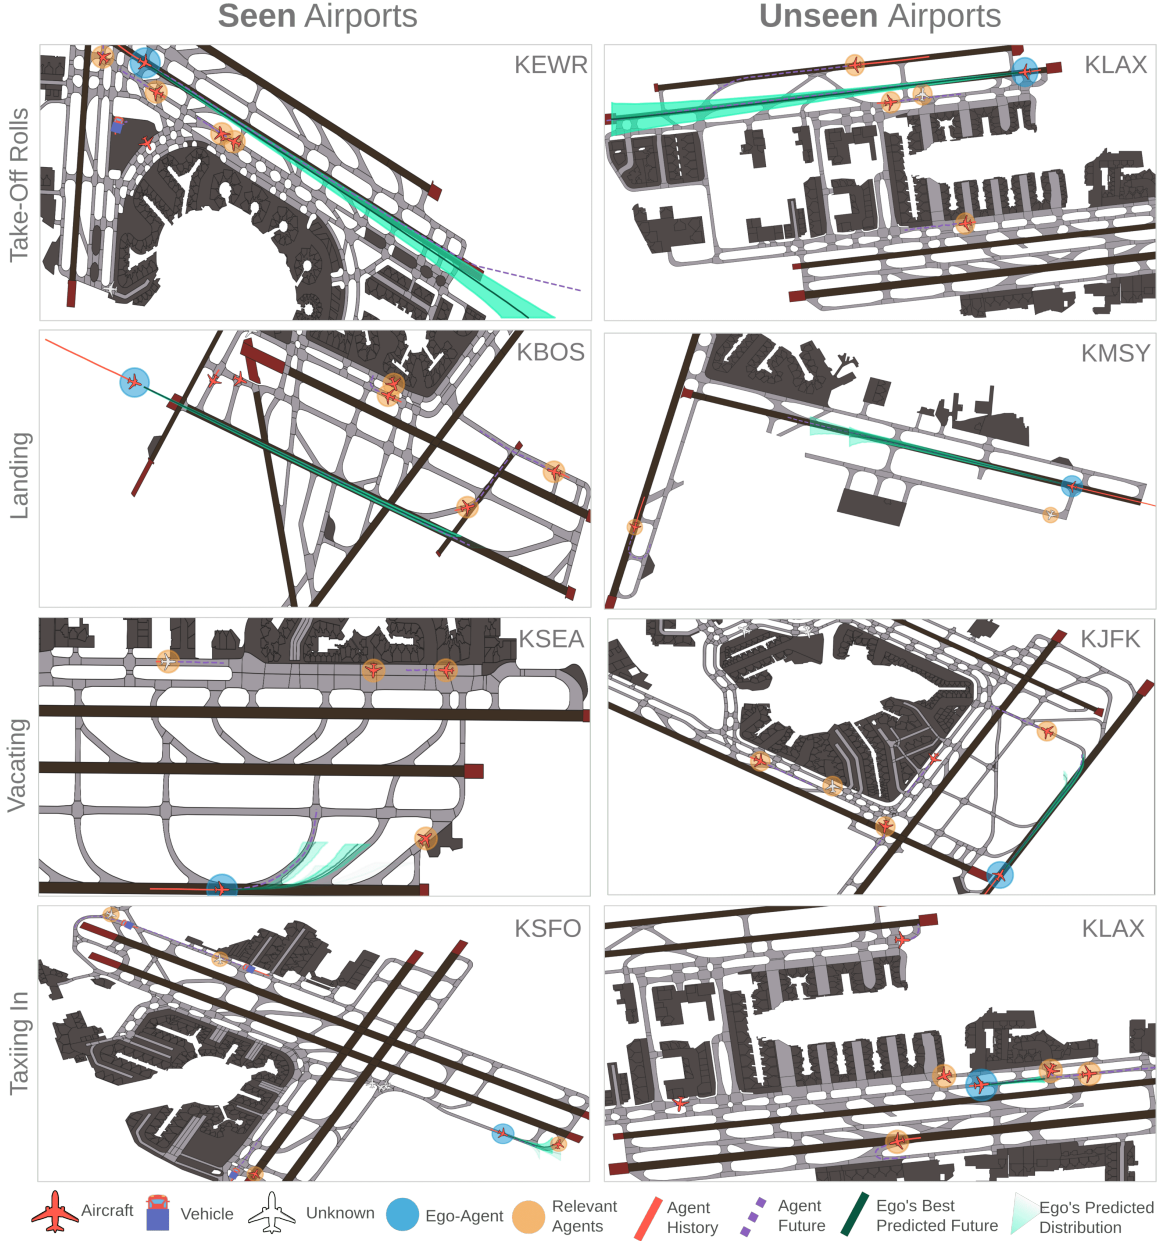 Seen Airports
Unseen Airports
Take-Off Rolls
KEWR
KLAX
Landing
KBOS
KMSY
Vacating
KSEA
KJFK
Taxiing In
KSFO
KLAX
Aircraft
Vehicle
Unknown
Ego-Agent
Relevant
Agents
Agent
History
Agent
Future
Ego's Best
Predicted Future
Ego's Predicted
Distribution